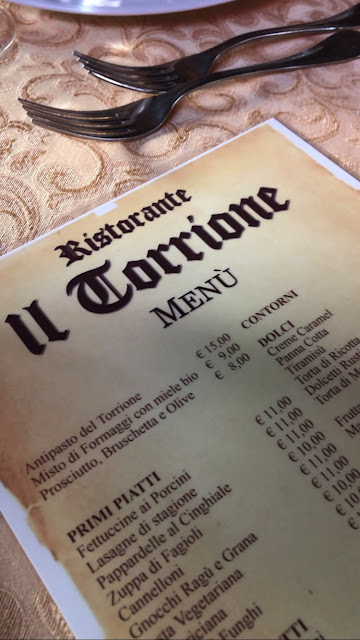 Ristorante
Il Torrione
MENÙ
Antipasto del Torrione € 15,00
Misto di Formaggi con miele bio € 9,00
Prosciutto, Bruschetta e Olive € 8,00
PRIMI PIATTI
Fettuccine ai Porcini € 11,00
Lasagne di stagione € 11,00
Pappardelle al Cinghiale € 11,00
Zuppa di Fagioli € 10,00
Cannelloni € 11,00
Gnocchi Ragù e Grana € 10,00
Vegetariana
Funghi
CONTORNI
DOLCI
Creme Caramel
Panna Cotta
Tiramisù
Torta di Ricotta
Dolcetti
Torta di